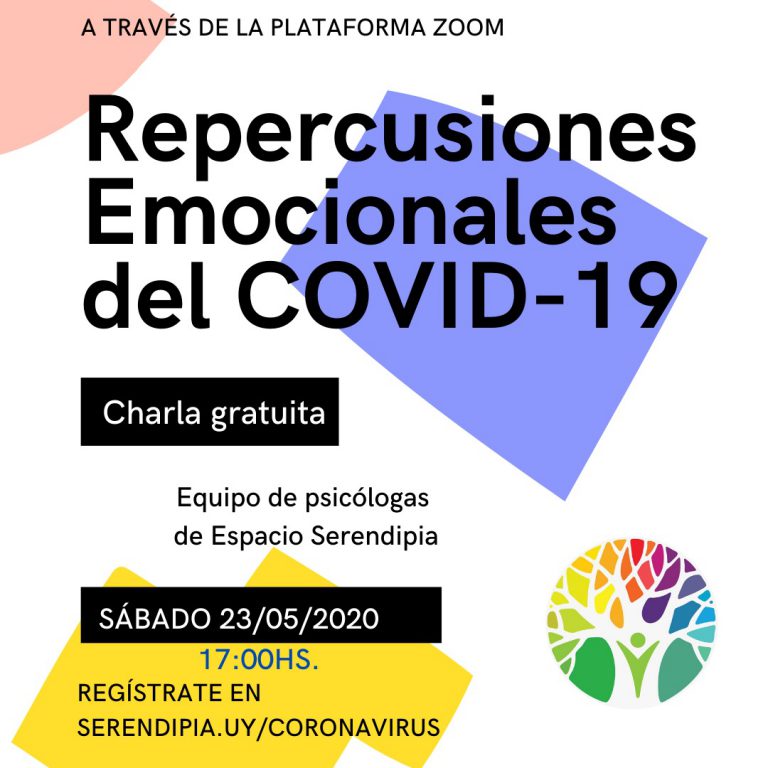 A TRAVÉS DE LA PLATAFORMA ZOOM
Repercusiones
Emocionales
del COVID-19
Charla gratuita
Equipo de psicólogas
de Espacio Serendipia
SÁBADO 23/05/2020
17:00HS.
REGÍSTRATE EN
SERENDIPIA.UY/CORONAVIRUS